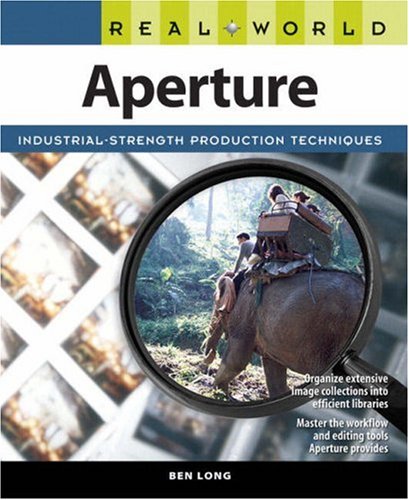 REAL WORLD
Aperture
INDUSTRIAL-STRENGTH PRODUCTION TECHNIQUES
Organize extensive
image collections into
efficient libraries
Master the workflow
and editing tools
Aperture provides
BEN LONG